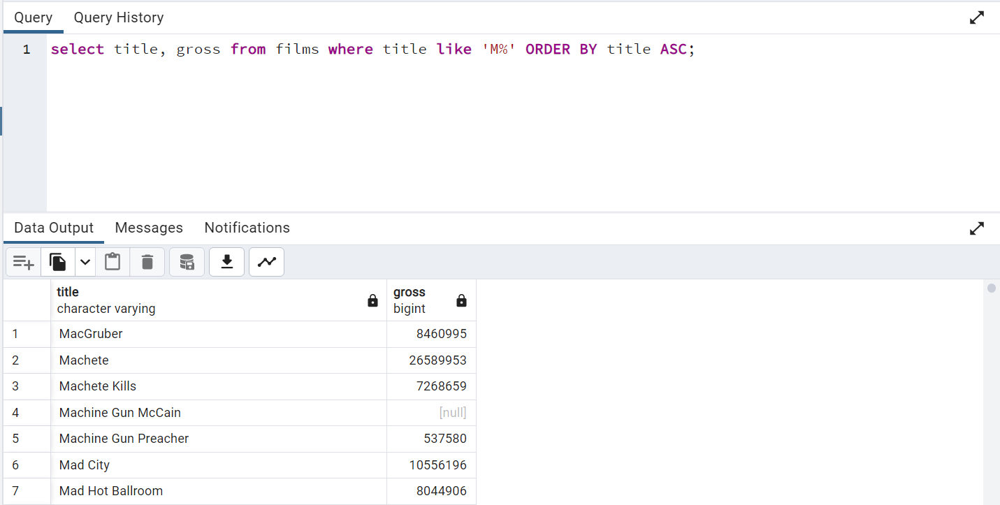 Query Query History
1 select title, gross from films where title like 'M%' ORDER BY title ASC;
Data Output Messages Notifications
title gross
character varying bigint
1 MacGruber 8460995
2 Machete 26589953
3 Machete Kills 7268659
4 Machine Gun McCain [null]
5 Machine Gun Preacher 537580
6 Mad City 10556196
7 Mad Hot Ballroom 8044906